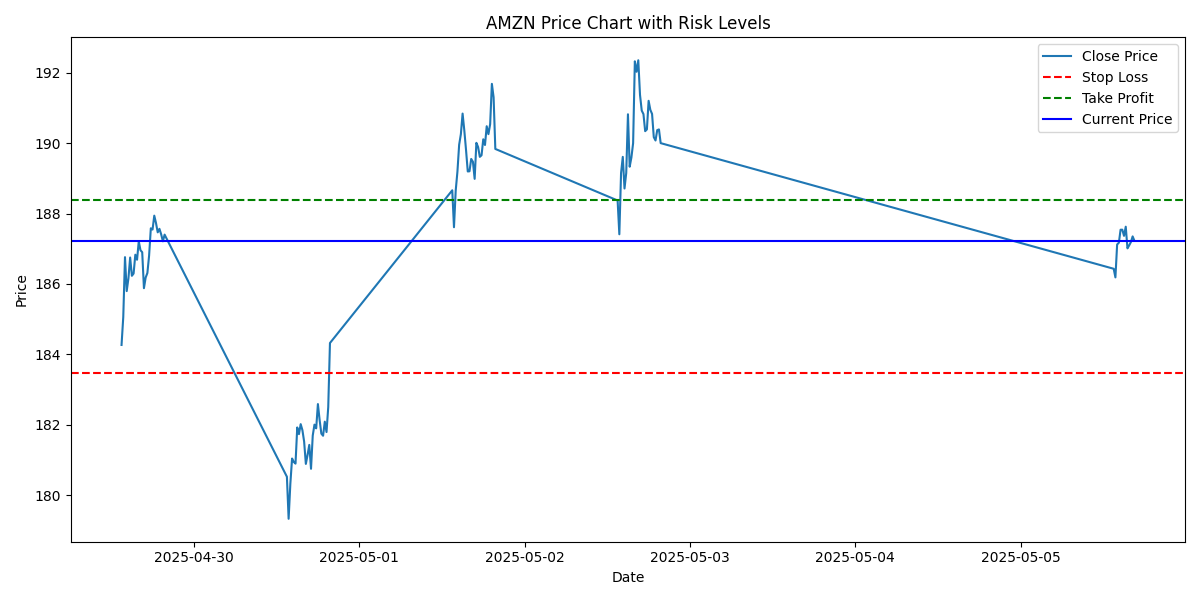 AMZN Price Chart with Risk Levels
Close Price
Stop Loss
Take Profit
Current Price
192
190
188
186
184
182
180
Price
2025-04-30
2025-05-01
2025-05-02
2025-05-03
2025-05-04
2025-05-05
Date